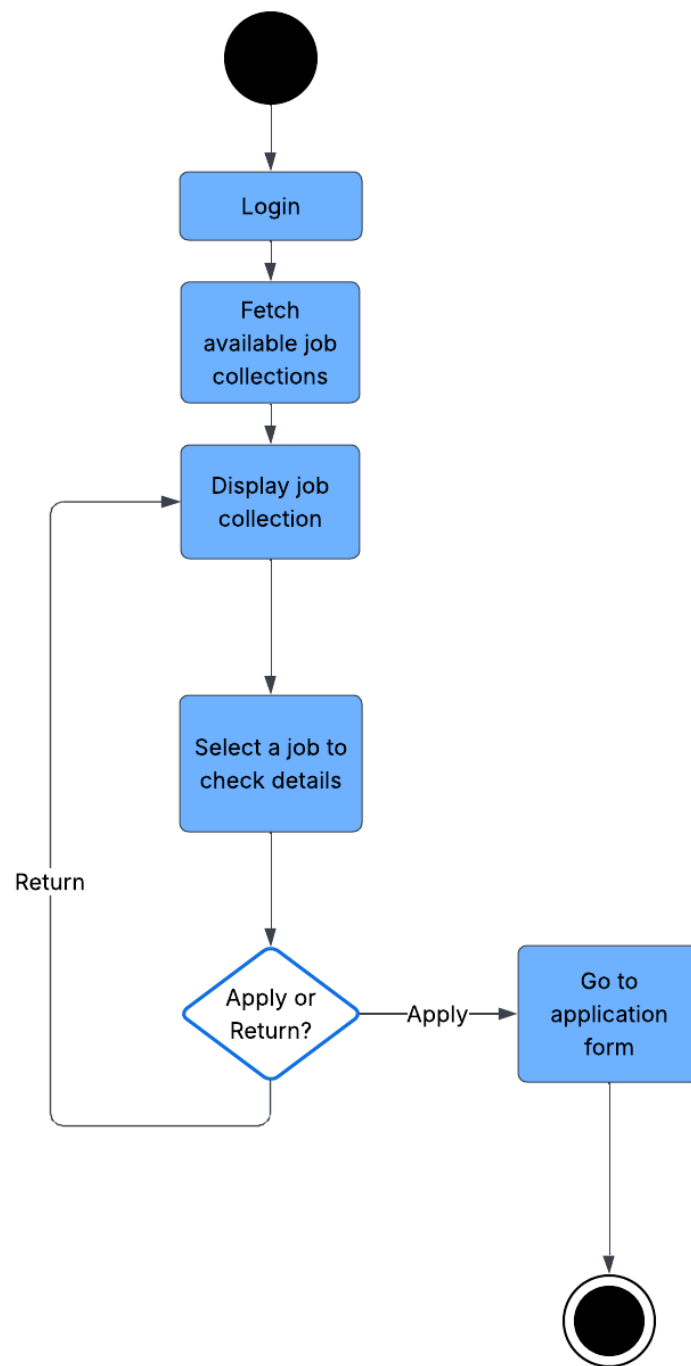 Login
Fetch
available job
collections
Display job
collection
Select a job to
check details
Return
Apply or
Return?
Apply
Go to
application
form